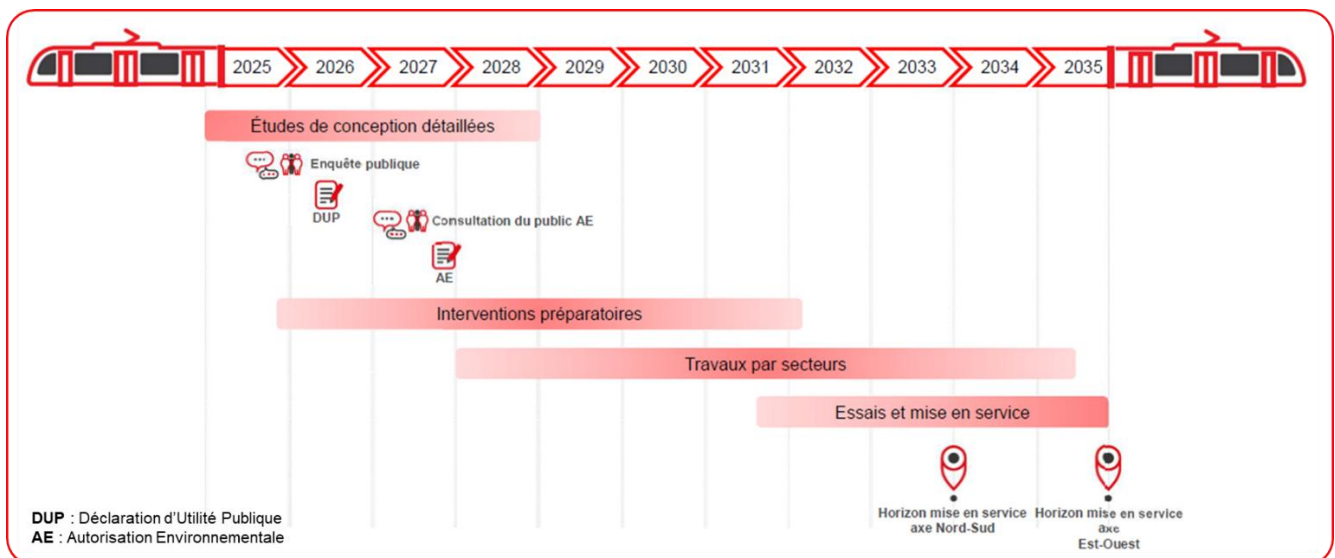 2025 2026 2027 2028 2029 2030 2031 2032 2033 2034 2035
Études de conception détaillées
Enquête publique
DUP
Consultation du public AE
AE
Interventions préparatoires
Travaux par secteurs
Essais et mise en service
Horizon mise en service
axe Nord-Sud
Horizon mise en service
axe
Est-Ouest
DUP : Déclaration d'Utilité Publique
AE : Autorisation Environnementale